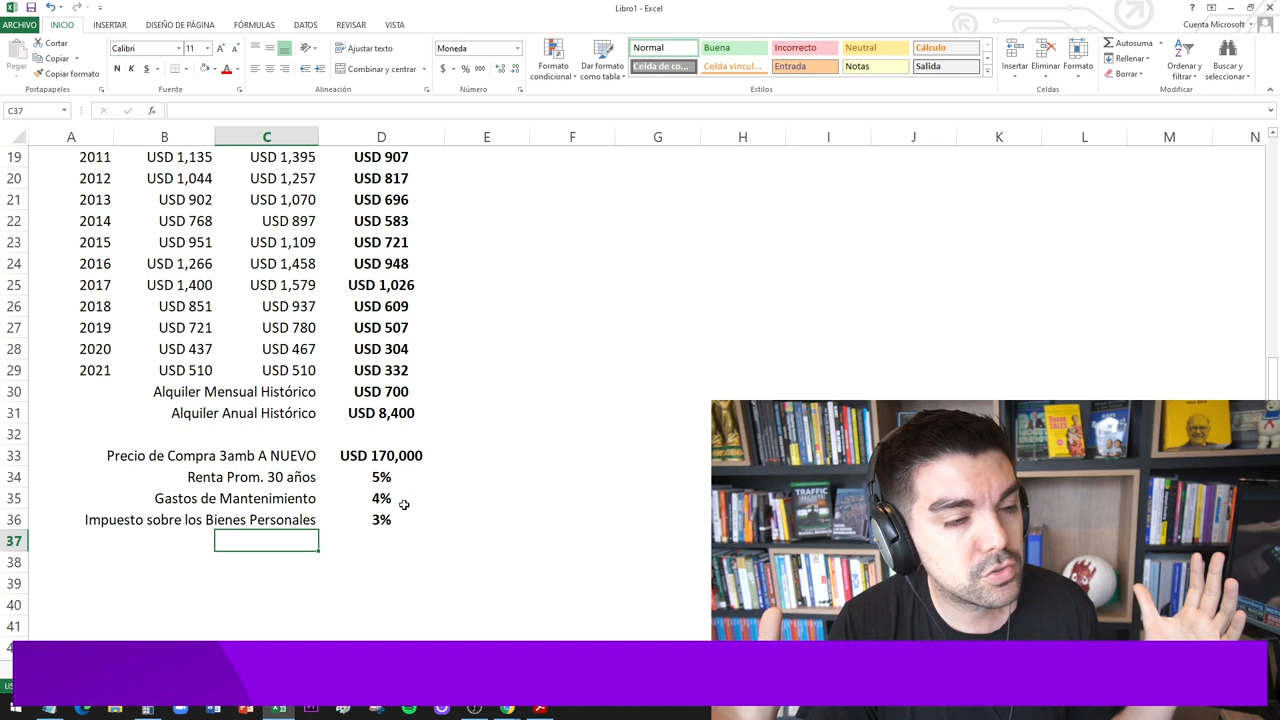 Libro1 - Excel
ARCHIVO INICIO INSERTAR DISEÑO DE PÁGINA FÓRMULAS DATOS REVISAR VISTA Cuenta Microsoft
Pegar
Cortar
Copiar
Copiar formato
Portapapeles
Calibri 11
N K S
Fuente
Ajustar texto
Combinar y centrar
Alineación
Moneda
$ % 000
Número
Formato condicional
Dar formato como tabla
Normal Buena Incorrecto Neutral Cálculo
Celda de co... Celda vincul... Entrada Notas Salida
Estilos
Insertar Eliminar Formato
Celdas
Autosuma
Rellenar
Borrar
Ordenar y filtrar
Buscar y seleccionar
Modificar
C37 fx
A B C D E F G H I J K L M N
19 2011 USD 1,135 USD 1,395 USD 907
20 2012 USD 1,044 USD 1,257 USD 817
21 2013 USD 902 USD 1,070 USD 696
22 2014 USD 768 USD 897 USD 583
23 2015 USD 951 USD 1,109 USD 721
24 2016 USD 1,266 USD 1,458 USD 948
25 2017 USD 1,400 USD 1,579 USD 1,026
26 2018 USD 851 USD 937 USD 609
27 2019 USD 721 USD 780 USD 507
28 2020 USD 437 USD 467 USD 304
29 2021 USD 510 USD 510 USD 332
30 Alquiler Mensual Histórico USD 700
31 Alquiler Anual Histórico USD 8,400
32
33 Precio de Compra 3amb A NUEVO USD 170,000
34 Renta Prom. 30 años 5%
35 Gastos de Mantenimiento 4%
36 Impuesto sobre los Bienes Personales 3%
37
38
39
40
41
TRAFFIC SECRETS